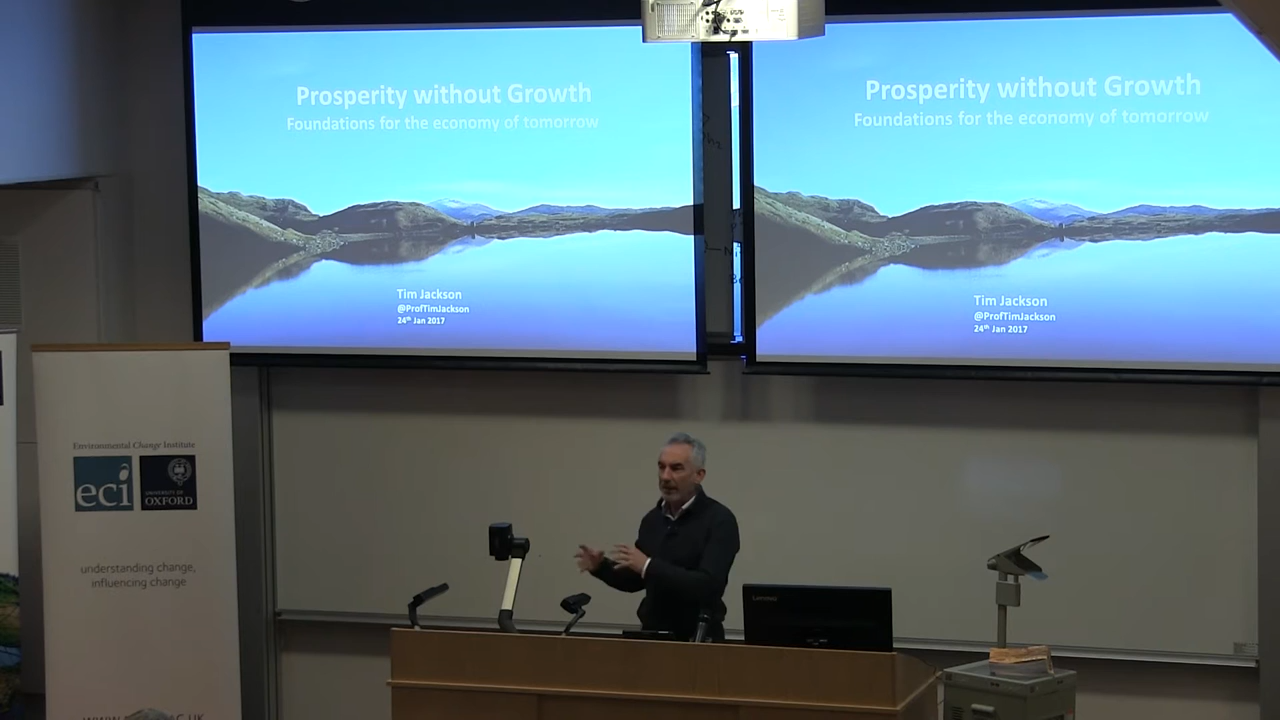 Prosperity without Growth
Foundations for the economy of tomorrow
Tim Jackson
@ProfTimJackson
24th Jan 2017
Prosperity without Growth
Foundations for the economy of tomorrow
Tim Jackson
@ProfTimJackson
24th Jan 2017
Environmental Change Institute
eci
UNIVERSITY OF
OXFORD
understanding change,
influencing change
Lenovo